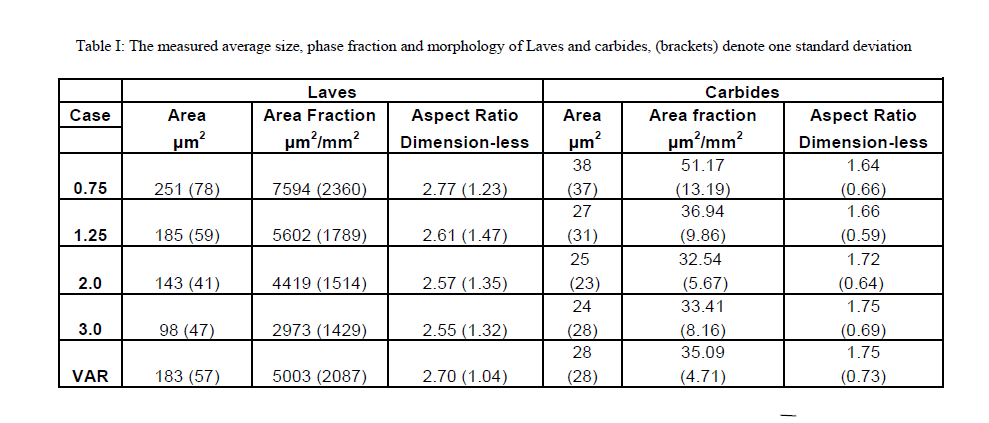 Table I: The measured average size, phase fraction and morphology of Laves and carbides, (brackets) denote one standard deviation
Laves Carbides
Case Area Area Fraction Aspect Ratio Area Area fraction Aspect Ratio
µm² µm²/mm² Dimension-less µm² µm²/mm² Dimension-less
38 51.17 1.64
0.75 251 (78) 7594 (2360) 2.77 (1.23) (37) (13.19) (0.66)
27 36.94 1.66
1.25 185 (59) 5602 (1789) 2.61 (1.47) (31) (9.86) (0.59)
25 32.54 1.72
2.0 143 (41) 4419 (1514) 2.57 (1.35) (23) (5.67) (0.64)
24 33.41 1.75
3.0 98 (47) 2973 (1429) 2.55 (1.32) (28) (8.16) (0.69)
28 35.09 1.75
VAR 183 (57) 5003 (2087) 2.70 (1.04) (28) (4.71) (0.73)